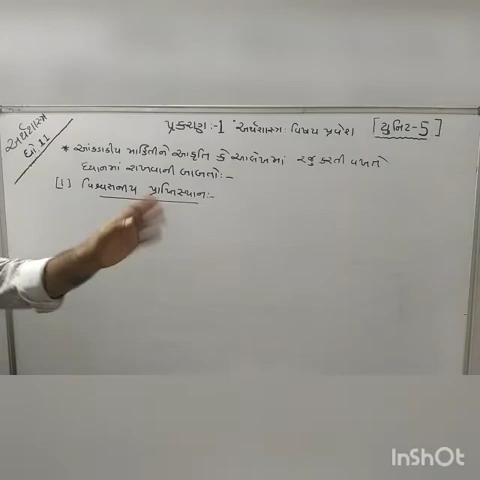 અર્થશાસ્ત્ર
ધો. 11
પ્રકરણ:-1 અર્થશાસ્ત્ર: વિષય પ્રવેશ [યુનિટ-5]
* આંકડાકીય માહિતીને આકૃતિ કે આલેખમાં રજુ કરતી વખતે
ધ્યાનમાં રાખવાની બાબતો:-
[1] વિશ્વસનીય પ્રાપ્તિસ્થાન:-
InShOt